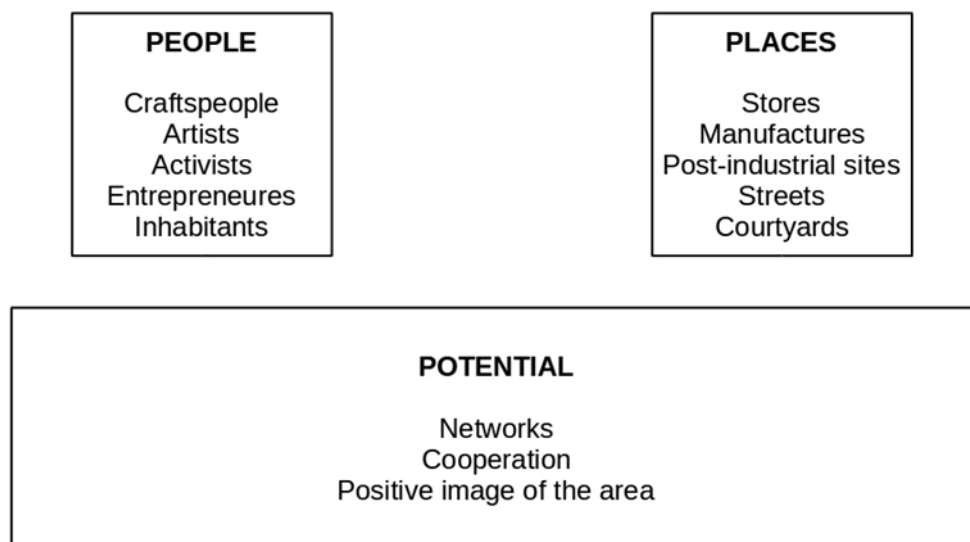 PEOPLE
Craftspeople
Artists
Activists
Entrepreneures
Inhabitants
PLACES
Stores
Manufactures
Post-industrial sites
Streets
Courtyards
POTENTIAL
Networks
Cooperation
Positive image of the area